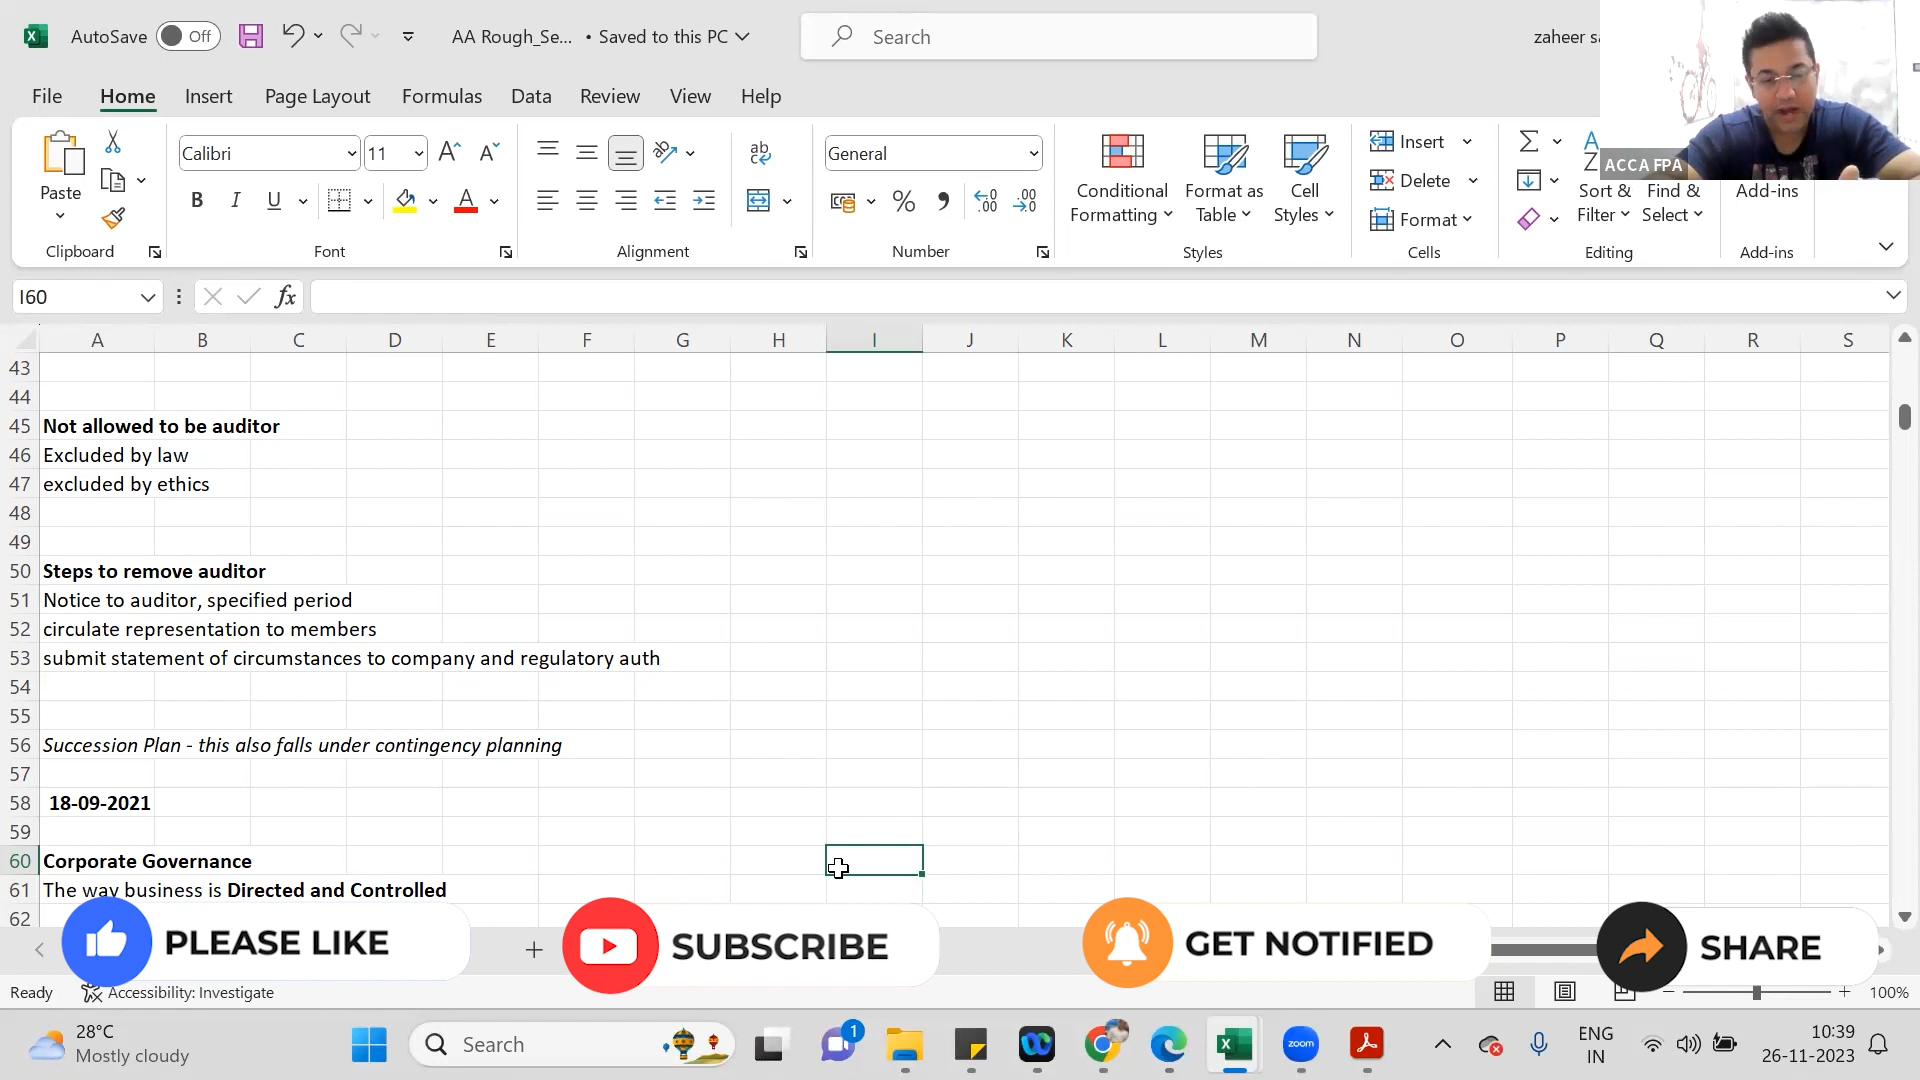 AutoSave Off AA Rough_Se... • Saved to this PC Search zaheer sa
File Home Insert Page Layout Formulas Data Review View Help
Paste
Clipboard
Calibri 11
B I U A
Font
ab
Alignment
General
%
Number
Conditional Formatting
Format as Table
Cell Styles
Styles
Insert
Delete
Format
Cells
Sort & Filter
Find & Select
Editing
Add-ins
Add-ins
ACCA FPA
I60 fx
A B C D E F G H I J K L M N O P Q R S
43
44
45 Not allowed to be auditor
46 Excluded by law
47 excluded by ethics
48
49
50 Steps to remove auditor
51 Notice to auditor, specified period
52 circulate representation to members
53 submit statement of circumstances to company and regulatory auth
54
55
56 Succession Plan - this also falls under contingency planning
57
58 18-09-2021
59
60 Corporate Governance
61 The way business is Directed and Controlled
62
PLEASE LIKE SUBSCRIBE GET NOTIFIED SHARE
Ready Accessibility: Investigate 100%
28°C
Mostly cloudy
Search
1
zoom
ENG
IN
10:39
26-11-2023